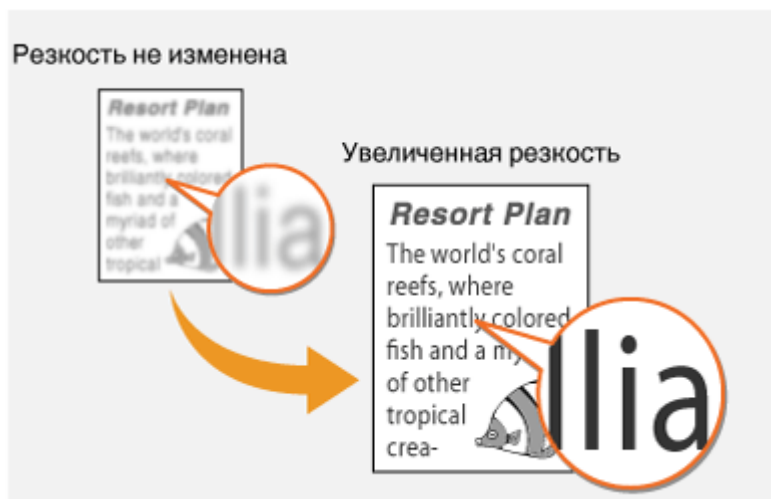 Резкость не изменена
Resort Plan
The world's coral
reefs, where
brilliantly colored
fish and a
myriad of
other
tropical
llia
Увеличенная резкость
Resort Plan
The world's coral
reefs, where
brilliantly colored
fish and a my
of other
tropical
crea-
llia